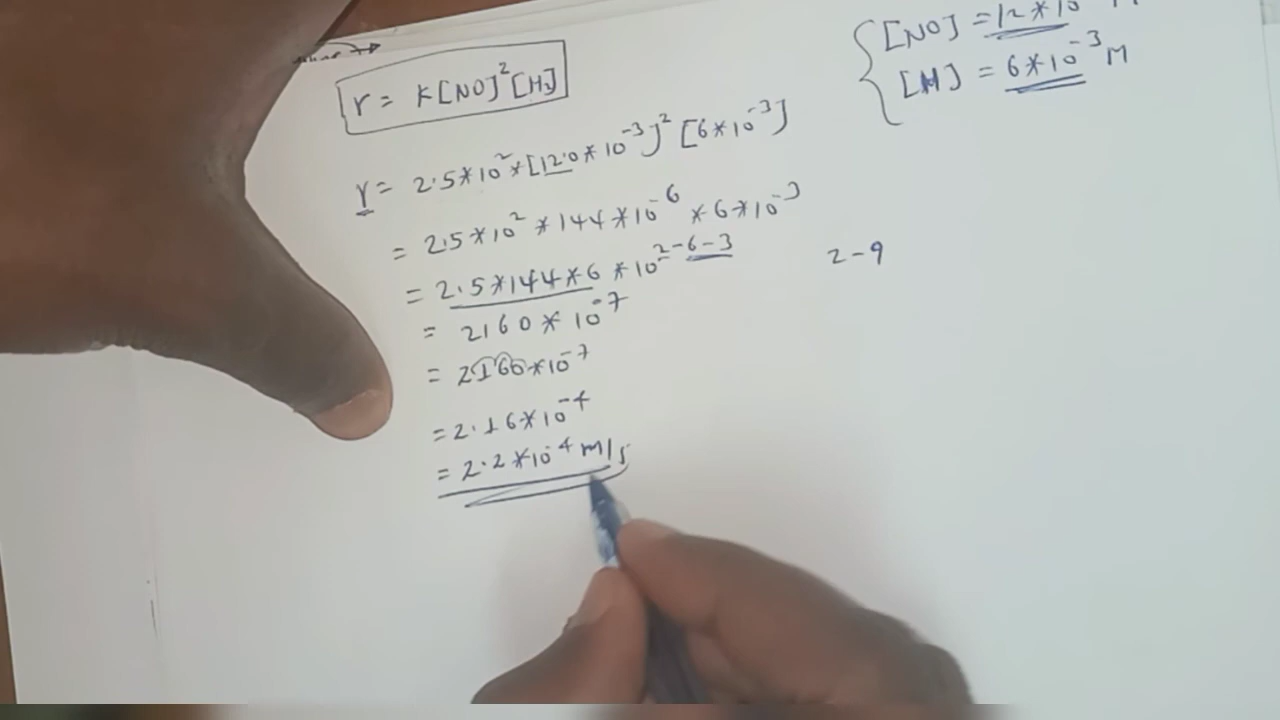 [NO] = 12 * 10
[H] = 6*10⁻³ M
r = K[NO]² [H₂]
r = 2.5*10² * [12.0 * 10⁻³]² [6*10⁻³]
= 2.5*10² * 144*10⁻⁶ * 6*10⁻³
= 2.5*144*6 * 10²⁻⁶⁻³
2-9
= 2160 * 10⁻⁷
= 2160*10⁻⁷
= 2.16*10⁻⁴
= 2.2*10⁻⁴ m/s